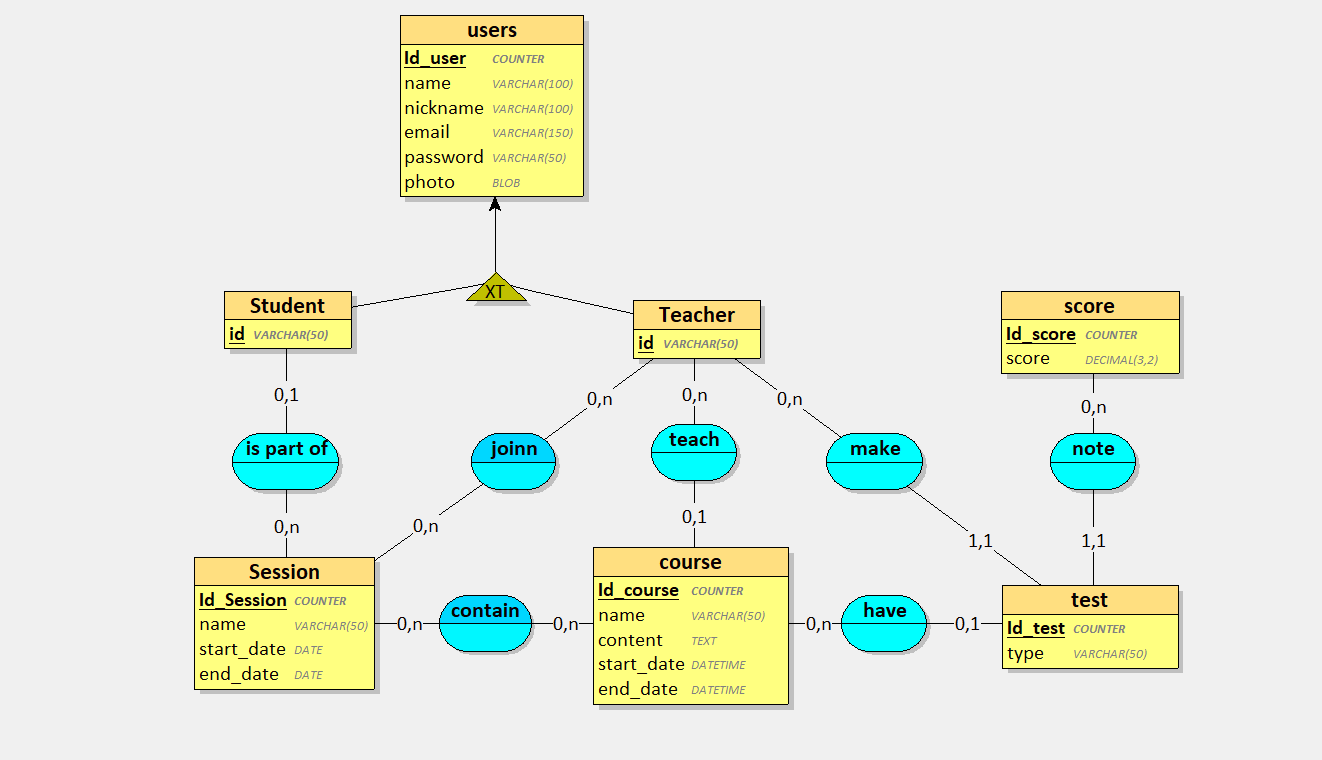 users
Id_user COUNTER
name VARCHAR(100)
nickname VARCHAR(100)
email VARCHAR(150)
password VARCHAR(50)
photo BLOB
XT
Student
id VARCHAR(50)
Teacher
id VARCHAR(50)
score
Id_score COUNTER
score DECIMAL(3,2)
0,1
0,n
0,n
0,n
0,n
is part of
joinn
teach
make
note
0,n
0,n
0,1
1,1
1,1
Session
Id_Session COUNTER
name VARCHAR(50)
start_date DATE
end_date DATE
0,n
contain
0,n
course
Id_course COUNTER
name VARCHAR(50)
content TEXT
start_date DATETIME
end_date DATETIME
0,n
have
0,1
test
Id_test COUNTER
type VARCHAR(50)